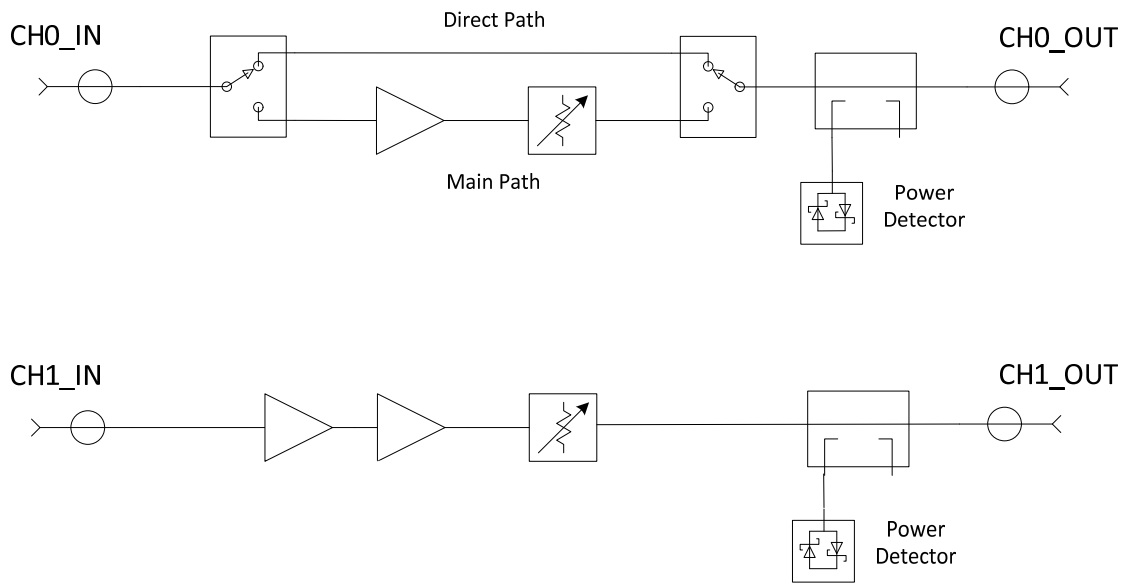 Direct Path
CH0_IN
CH0_OUT
Main Path
Power
Detector
CH1_IN
CH1_OUT
Power
Detector